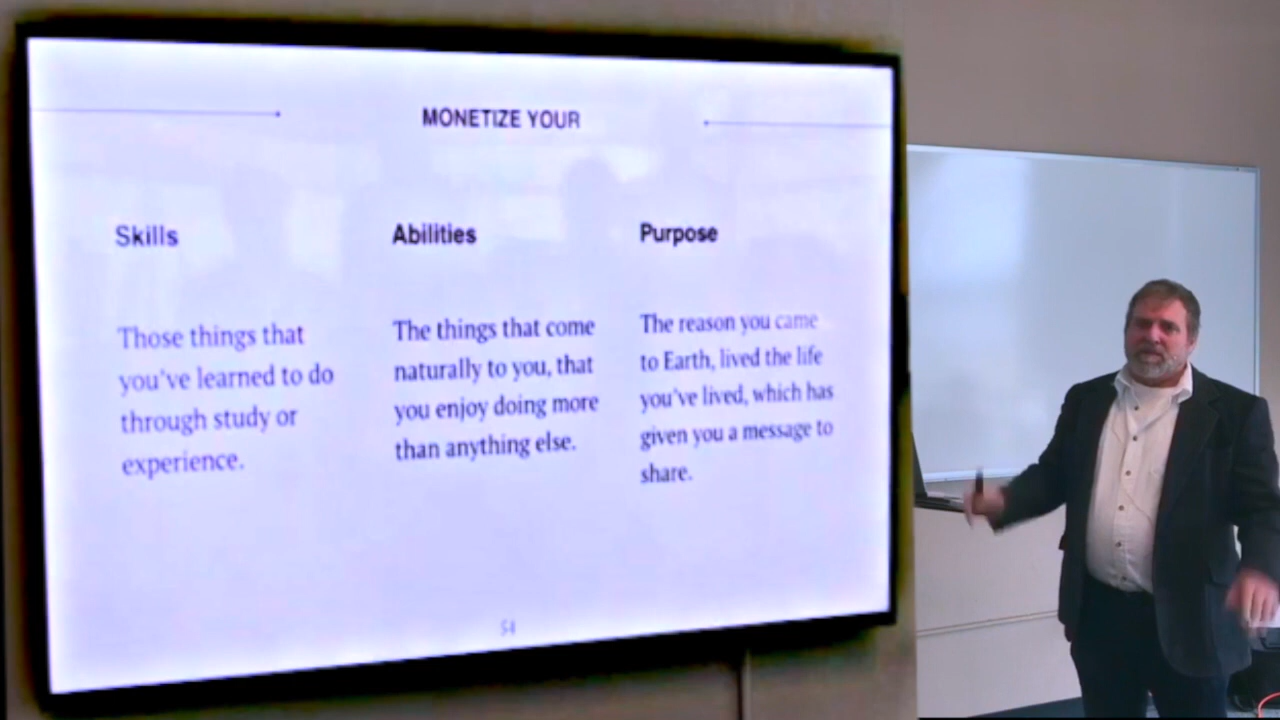 MONETIZE YOUR
Skills
Those things that
you've learned to do
through study or
experience.
Abilities
The things that come
naturally to you, that
you enjoy doing more
than anything else.
Purpose
The reason you came
to Earth, lived the life
you've lived, which has
given you a message to
share.
54